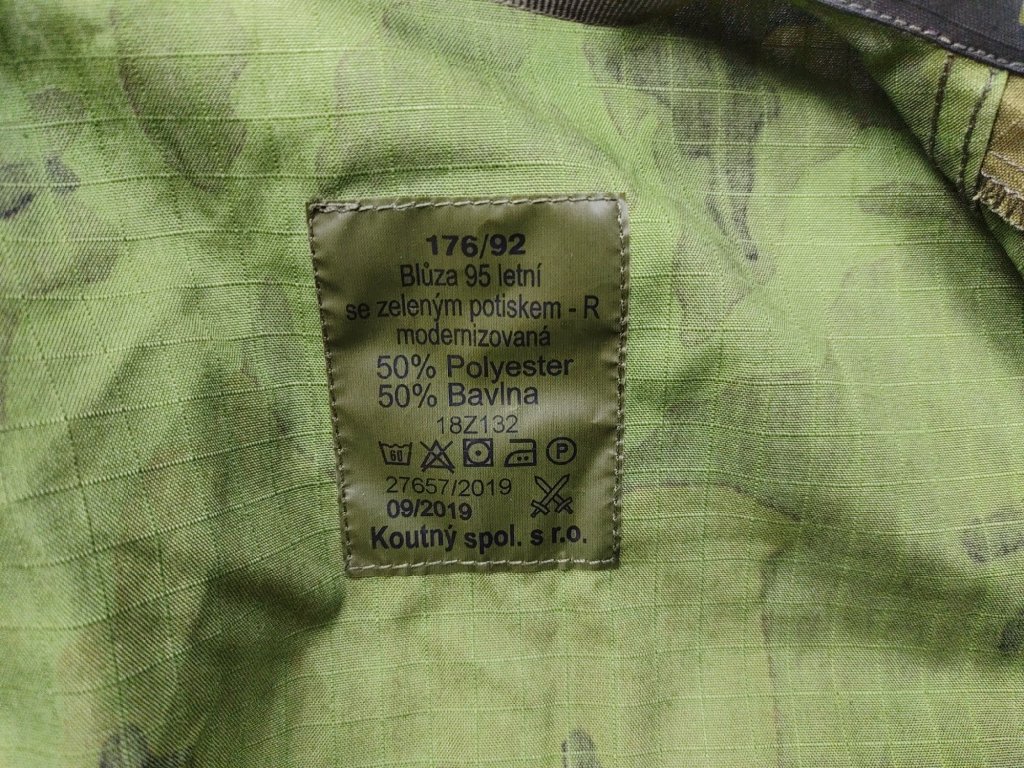 176/92
Blůza 95 letní
se zeleným potiskem - R
modernizovaná
50% Polyester
50% Bavlna
18Z132
60 P
27657/2019
09/2019
Koutný spol. s r.o.